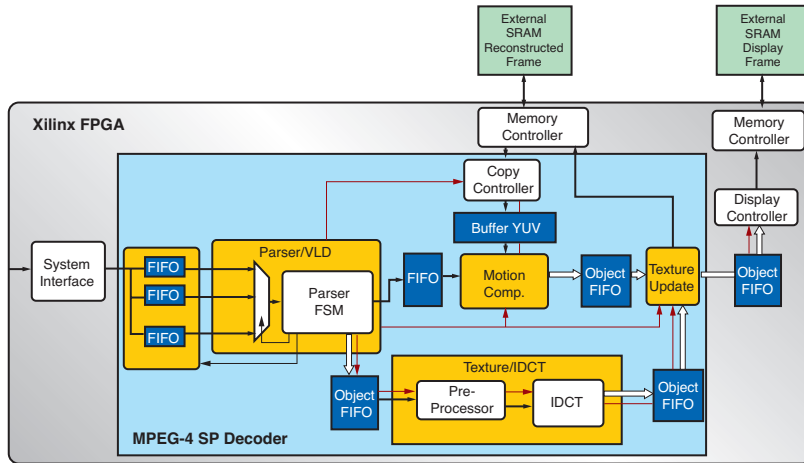 External
SRAM
Reconstructed
Frame
External
SRAM
Display
Frame
Xilinx FPGA
Memory
Controller
Memory
Controller
Copy
Controller
Display
Controller
Buffer YUV
Parser/VLD
System
Interface
FIFO
FIFO
FIFO
Parser
FSM
FIFO
Motion
Comp.
Object
FIFO
Texture
Update
Object
FIFO
Texture/IDCT
Object
FIFO
Pre-
Processor
IDCT
Object
FIFO
MPEG-4 SP Decoder